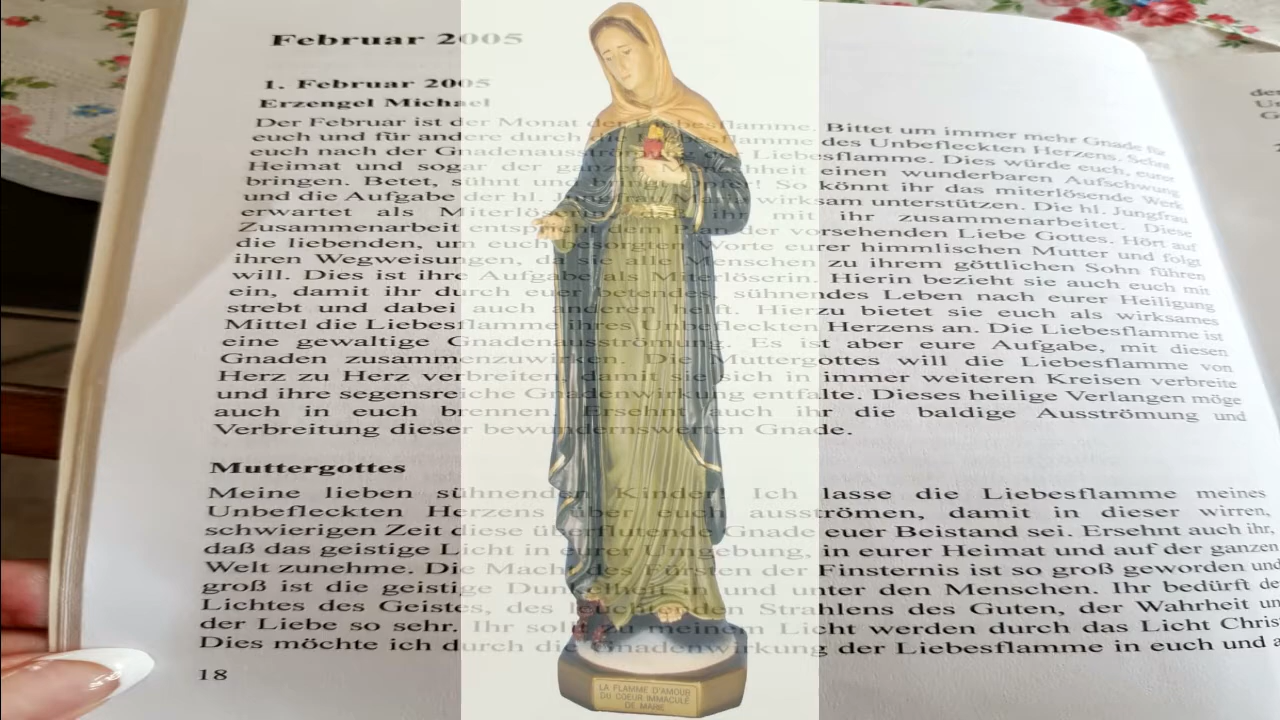 Februar 2005
1. Februar 2005
Erzengel Michael
Der Februar ist der Monat der Liebesflamme. Bittet um immer mehr Gnade für
euch und für andere durch die Liebesflamme des Unbefleckten Herzens. Sehnt
euch nach der Gnadenausströmung der Liebesflamme. Dies würde euch, eurer
Heimat und sogar der ganzen Menschheit einen wunderbaren Aufschwung
bringen. Betet, sühnt und bringt Opfer! So könnt ihr das miterlösende Werk
und die Aufgabe der hl. Jungfrau Maria wirksam unterstützen. Die hl. Jungfrau
erwartet als Miterlöserin, daß ihr mit ihr zusammenarbeitet. Diese
Zusammenarbeit entspricht dem Plan der vorsehenden Liebe Gottes. Hört auf
die liebenden, um euch besorgten Worte eurer himmlischen Mutter und folgt
ihren Wegweisungen, da sie alle Menschen zu ihrem göttlichen Sohn führen
will. Dies ist ihre Aufgabe als Miterlöserin. Hierin bezieht sie auch euch mit
ein, damit ihr durch euer betendes, sühnendes Leben nach eurer Heiligung
strebt und dabei auch anderen helft. Hierzu bietet sie euch als wirksames
Mittel die Liebesflamme ihres Unbefleckten Herzens an. Die Liebesflamme ist
eine gewaltige Gnadenausströmung. Es ist aber eure Aufgabe, mit diesen
Gnaden zusammenzuwirken. Die Muttergottes will die Liebesflamme von
Herz zu Herz verbreiten, damit sie sich in immer weiteren Kreisen verbreite
und ihre segensreiche Gnadenwirkung entfalte. Dieses heilige Verlangen möge
auch in euch brennen. Ersehnt auch ihr die baldige Ausströmung und
Verbreitung dieser bewundernswerten Gnade.
Muttergottes
Meine lieben sühnenden Kinder! Ich lasse die Liebesflamme meines
Unbefleckten Herzens über euch ausströmen, damit in dieser wirren,
schwierigen Zeit diese überflutende Gnade euer Beistand sei. Ersehnt auch ihr,
daß das geistige Licht in eurer Umgebung, in eurer Heimat und auf der ganzen
Welt zunehme. Die Macht des Fürsten der Finsternis ist so groß geworden und
groß ist die geistige Dunkelheit in und unter den Menschen. Ihr bedürft de
Lichtes des Geistes, des leuchtenden Strahlens des Guten, der Wahrheit un
der Liebe so sehr. Ihr sollt zu meinem Licht werden durch das Licht Christ
Dies möchte ich durch die Gnadenwirkung der Liebesflamme in euch und a
18
LA FLAMME D'AMOUR
DU COEUR IMMACULÉ
DE MARIE